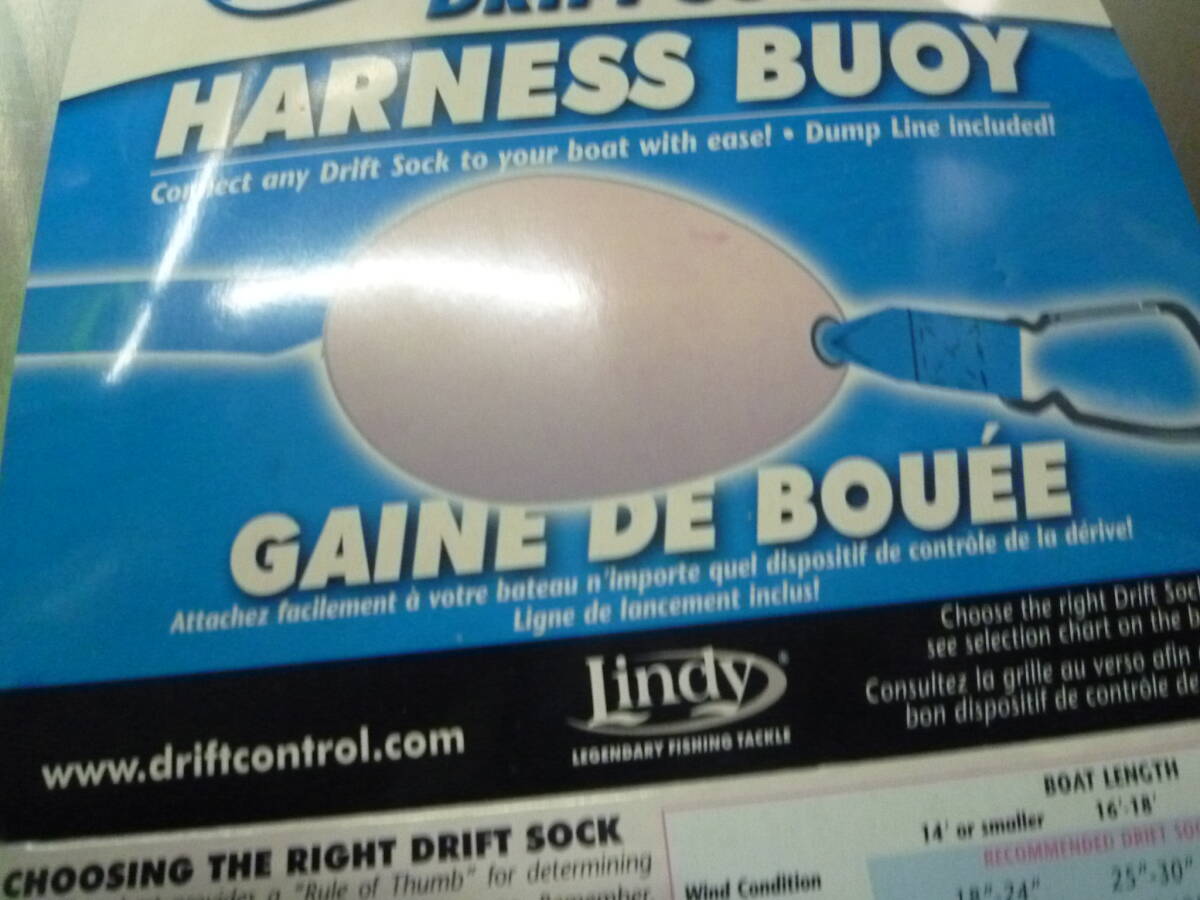 HARNESS BUOY
Connect any Drift Sock to your boat with ease! • Dump Line included!
GAINE DE BOUÉE
Attachez facilement à votre bateau n'importe quel dispositif de contrôle de la dérive!
Ligne de lancement inclus!
Choose the right Drift
see selection chart on the
Consultez la grille au verso afin
bon dispositif de contrôle de
Lindy®
LEGENDARY FISHING TACKLE
www.driftcontrol.com
CHOOSING THE RIGHT DRIFT SOCK
provides a "Rule of Thumb" for determining
Remember,
BOAT LENGTH
14' or smaller 16'-18'
RECOMMENDED DRIFT
Wind Condition 18"-24" 25"-30"